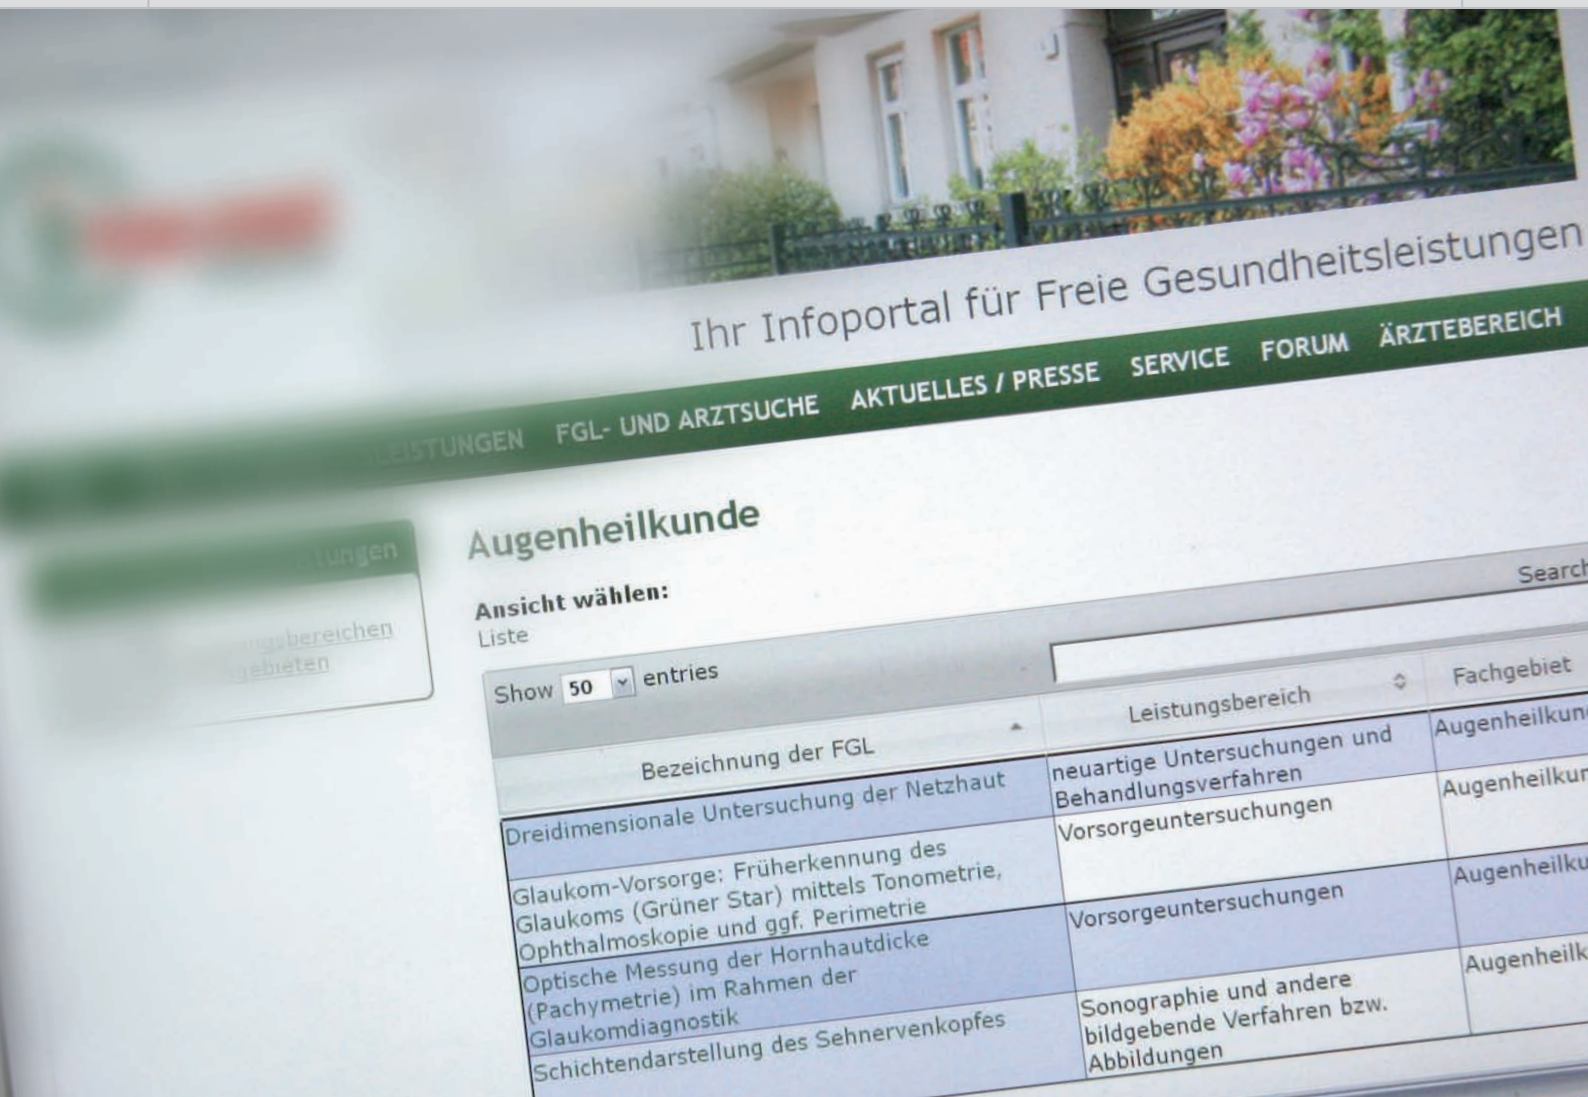 Ihr Infoportal für Freie Gesundheitsleistungen
FGL- UND ARZTSUCHE AKTUELLES / PRESSE SERVICE FORUM ÄRZTEBEREICH
Augenheilkunde
Ansicht wählen:
Liste
Search
Show 50 entries
Bezeichnung der FGL
Leistungsbereich
Fachgebiet
Dreidimensionale Untersuchung der Netzhaut
neuartige Untersuchungen und
Behandlungsverfahren
Glaukom-Vorsorge: Früherkennung des
Glaukoms (Grüner Star) mittels Tonometrie,
Ophthalmoskopie und ggf. Perimetrie
Vorsorgeuntersuchungen
Optische Messung der Hornhautdicke
(Pachymetrie) im Rahmen der
Glaukomdiagnostik
Vorsorgeuntersuchungen
Schichtendarstellung des Sehnervenkopfes
Sonographie und andere
bildgebende Verfahren bzw.
Abbildungen